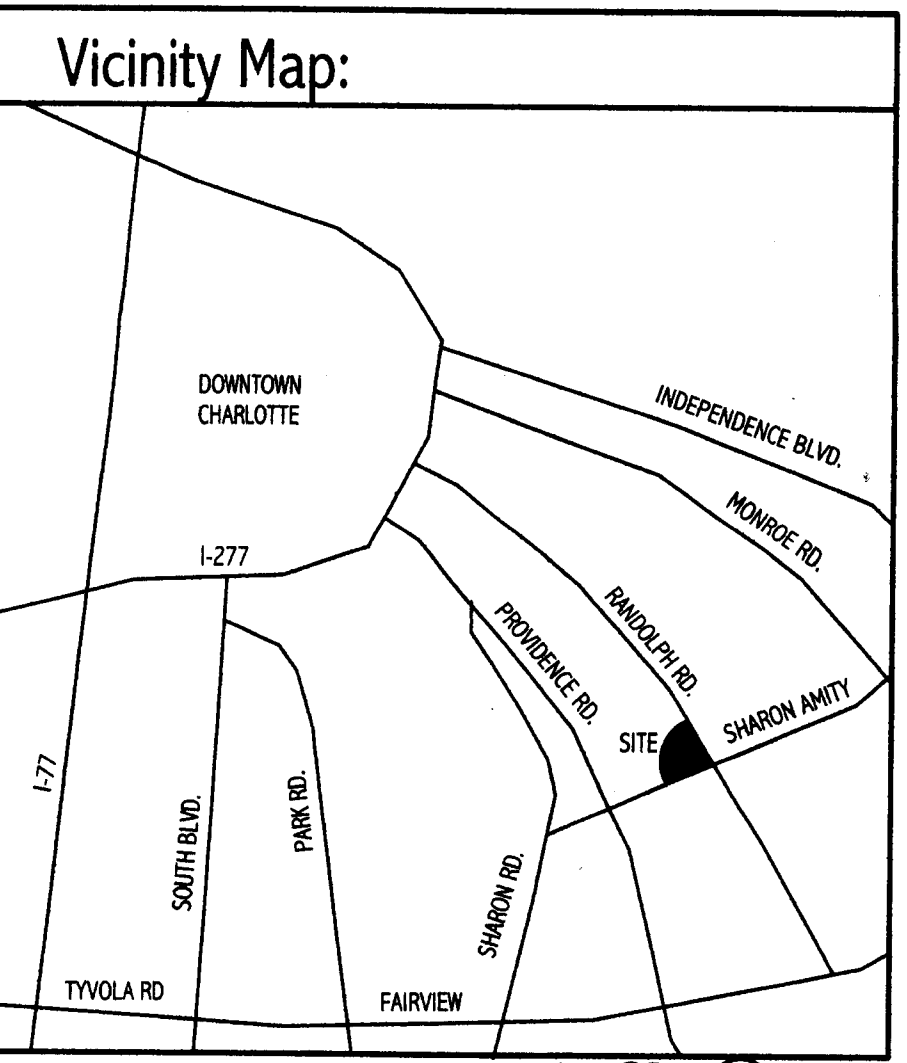 Vicinity Map:
DOWNTOWN
CHARLOTTE
INDEPENDENCE BLVD.
MONROE RD.
I-277
RANDOLPH RD.
PROVIDENCE RD.
SITE
SHARON AMITY
I-77
SOUTH BLVD.
PARK RD.
SHARON RD.
TYVOLA RD
FAIRVIEW